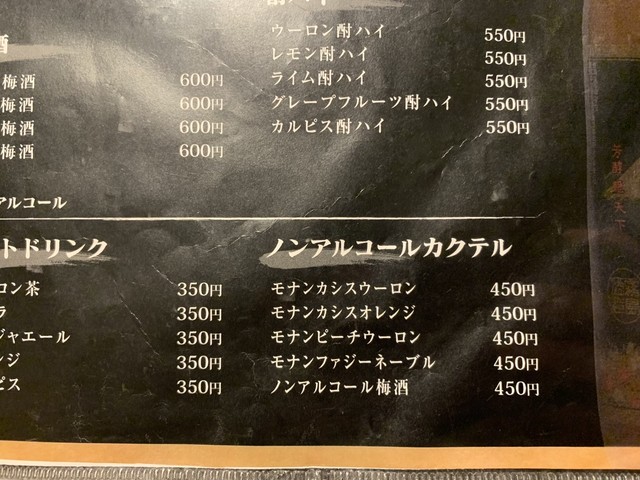 酒
梅酒 600円
梅酒 600円
梅酒 600円
梅酒 600円
アルコール
ウーロン酎ハイ 550円
レモン酎ハイ 550円
ライム酎ハイ 550円
グレープフルーツ酎ハイ 550円
カルピス酎ハイ 550円
トドリンク
ロン茶 350円
ラ 350円
ジャエール 350円
ンジ 350円
ピス 350円
ノンアルコールカクテル
モナンカシスウーロン 450円
モナンカシスオレンジ 450円
モナンピーチウーロン 450円
モナンファジーネーブル 450円
ノンアルコール梅酒 450円